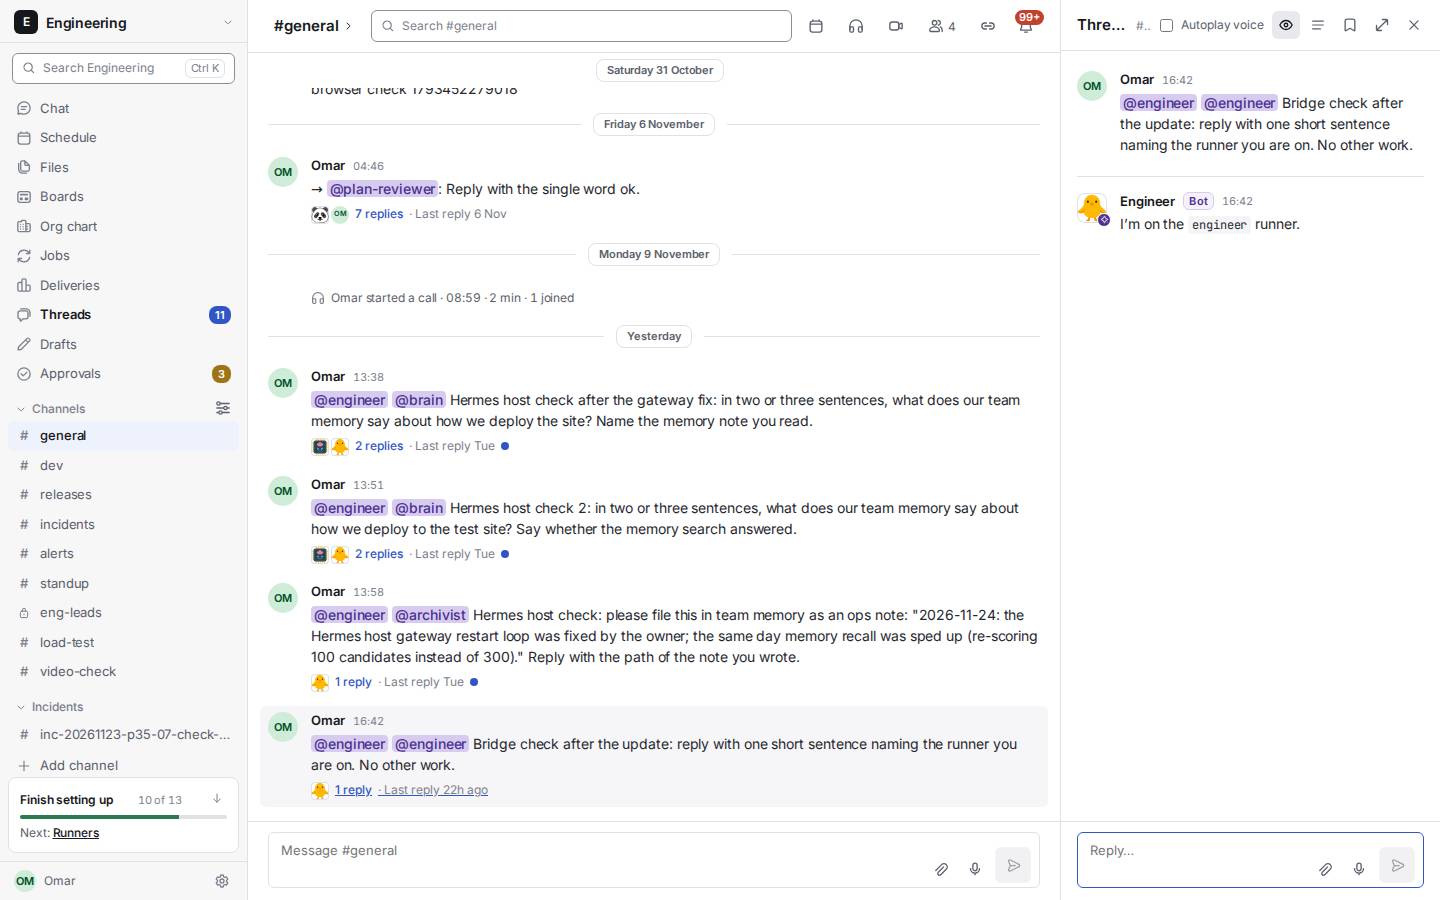 E Engineering
Search Engineering Ctrl K
Chat
Schedule
Files
Boards
Org chart
Jobs
Deliveries
Threads 11
Drafts
Approvals 3
Channels
# general
# dev
# releases
# incidents
# alerts
# standup
eng-leads
# load-test
# video-check
Incidents
# inc-20261123-p35-07-check-...
Add channel
Finish setting up 10 of 13
Next: Runners
OM Omar
#general
Search #general
4
99+
Saturday 31 October
browser check 1793452279018
Friday 6 November
OM Omar 04:46
→ @plan-reviewer: Reply with the single word ok.
OM 7 replies · Last reply 6 Nov
Monday 9 November
Omar started a call · 08:59 · 2 min · 1 joined
Yesterday
OM Omar 13:38
@engineer @brain Hermes host check after the gateway fix: in two or three sentences, what does our team
memory say about how we deploy the site? Name the memory note you read.
2 replies · Last reply Tue
OM Omar 13:51
@engineer @brain Hermes host check 2: in two or three sentences, what does our team memory say about
how we deploy to the test site? Say whether the memory search answered.
2 replies · Last reply Tue
OM Omar 13:58
@engineer @archivist Hermes host check: please file this in team memory as an ops note: "2026-11-24: the
Hermes host gateway restart loop was fixed by the owner; the same day memory recall was sped up (re-scoring
100 candidates instead of 300)." Reply with the path of the note you wrote.
1 reply · Last reply Tue
OM Omar 16:42
@engineer @engineer Bridge check after the update: reply with one short sentence naming the runner you
are on. No other work.
1 reply · Last reply 22h ago
Message #general
Thre... #.. Autoplay voice
OM Omar 16:42
@engineer @engineer Bridge check after
the update: reply with one short sentence
naming the runner you are on. No other work.
Engineer Bot 16:42
I'm on the engineer runner.
Reply...